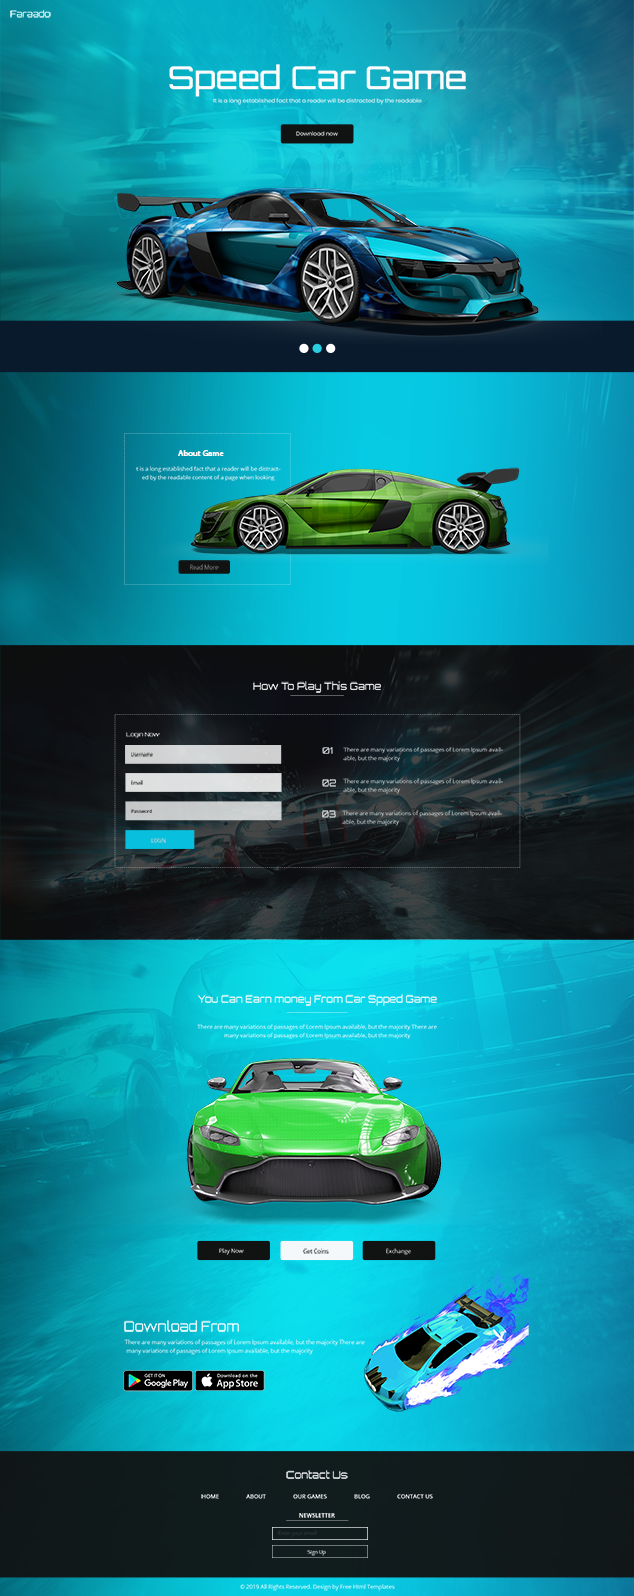 Faraado
Speed Car Game
It is a long established fact that a reader will be distracted by the readable
Download now
About Game
t is a long established fact that a reader will be distract-
ed by the readable content of a page when looking
Read More
How To Play This Game
Login Now
Username
Email
Password
LOGIN
01
There are many variations of passages of Lorem Ipsum avail-
able, but the majority
02
There are many variations of passages of Lorem Ipsum avail-
able, but the majority
03
There are many variations of passages of Lorem Ipsum avail-
able, but the majority
You Can Earn money From Car Spped Game
There are many variations of passages of Lorem Ipsum available, but the majority There are
many variations of passages of Lorem Ipsum available, but the majority
Play Now
Get Coins
Exchange
Download From
There are many variations of passages of Lorem Ipsum available, but the majority There are
many variations of passages of Lorem Ipsum available, but the majority
GET IT ON
Google Play
Download on the
App Store
Contact Us
HOME ABOUT OUR GAMES BLOG CONTACT US
NEWSLETTER
Enter your email
Sign Up
© 2019 All Rights Reserved. Design by Free Html Templates